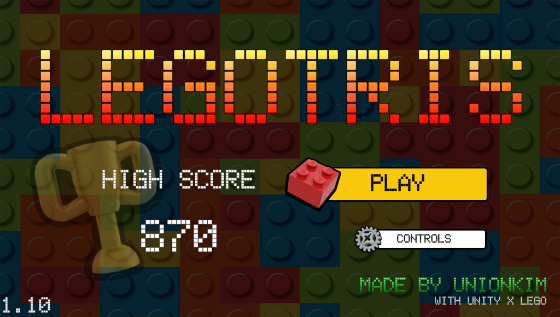 LEGOTRIS
HIGH SCORE
870
PLAY
CONTROLS
MADE BY UNIONKIM
WITH UNITY X LEGO
1.10